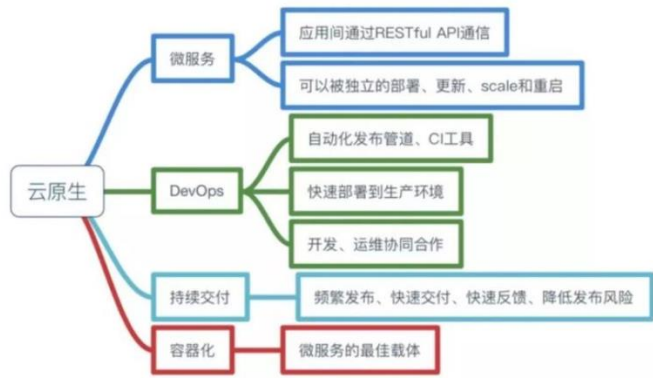 云原生
微服务
应用间通过RESTful API通信
可以被独立的部署、更新、scale和重启
DevOps
自动化发布管道、CI工具
快速部署到生产环境
开发、运维协同合作
持续交付
频繁发布、快速交付、快速反馈、降低发布风险
容器化
微服务的最佳载体